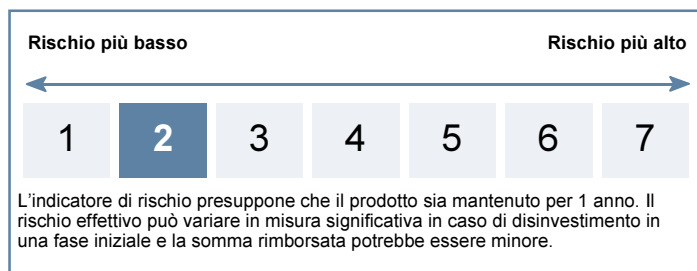 Rischio più basso Rischio più alto
1 2 3 4 5 6 7
L'indicatore di rischio presuppone che il prodotto sia mantenuto per 1 anno. Il
rischio effettivo può variare in misura significativa in caso di disinvestimento in
una fase iniziale e la somma rimborsata potrebbe essere minore.